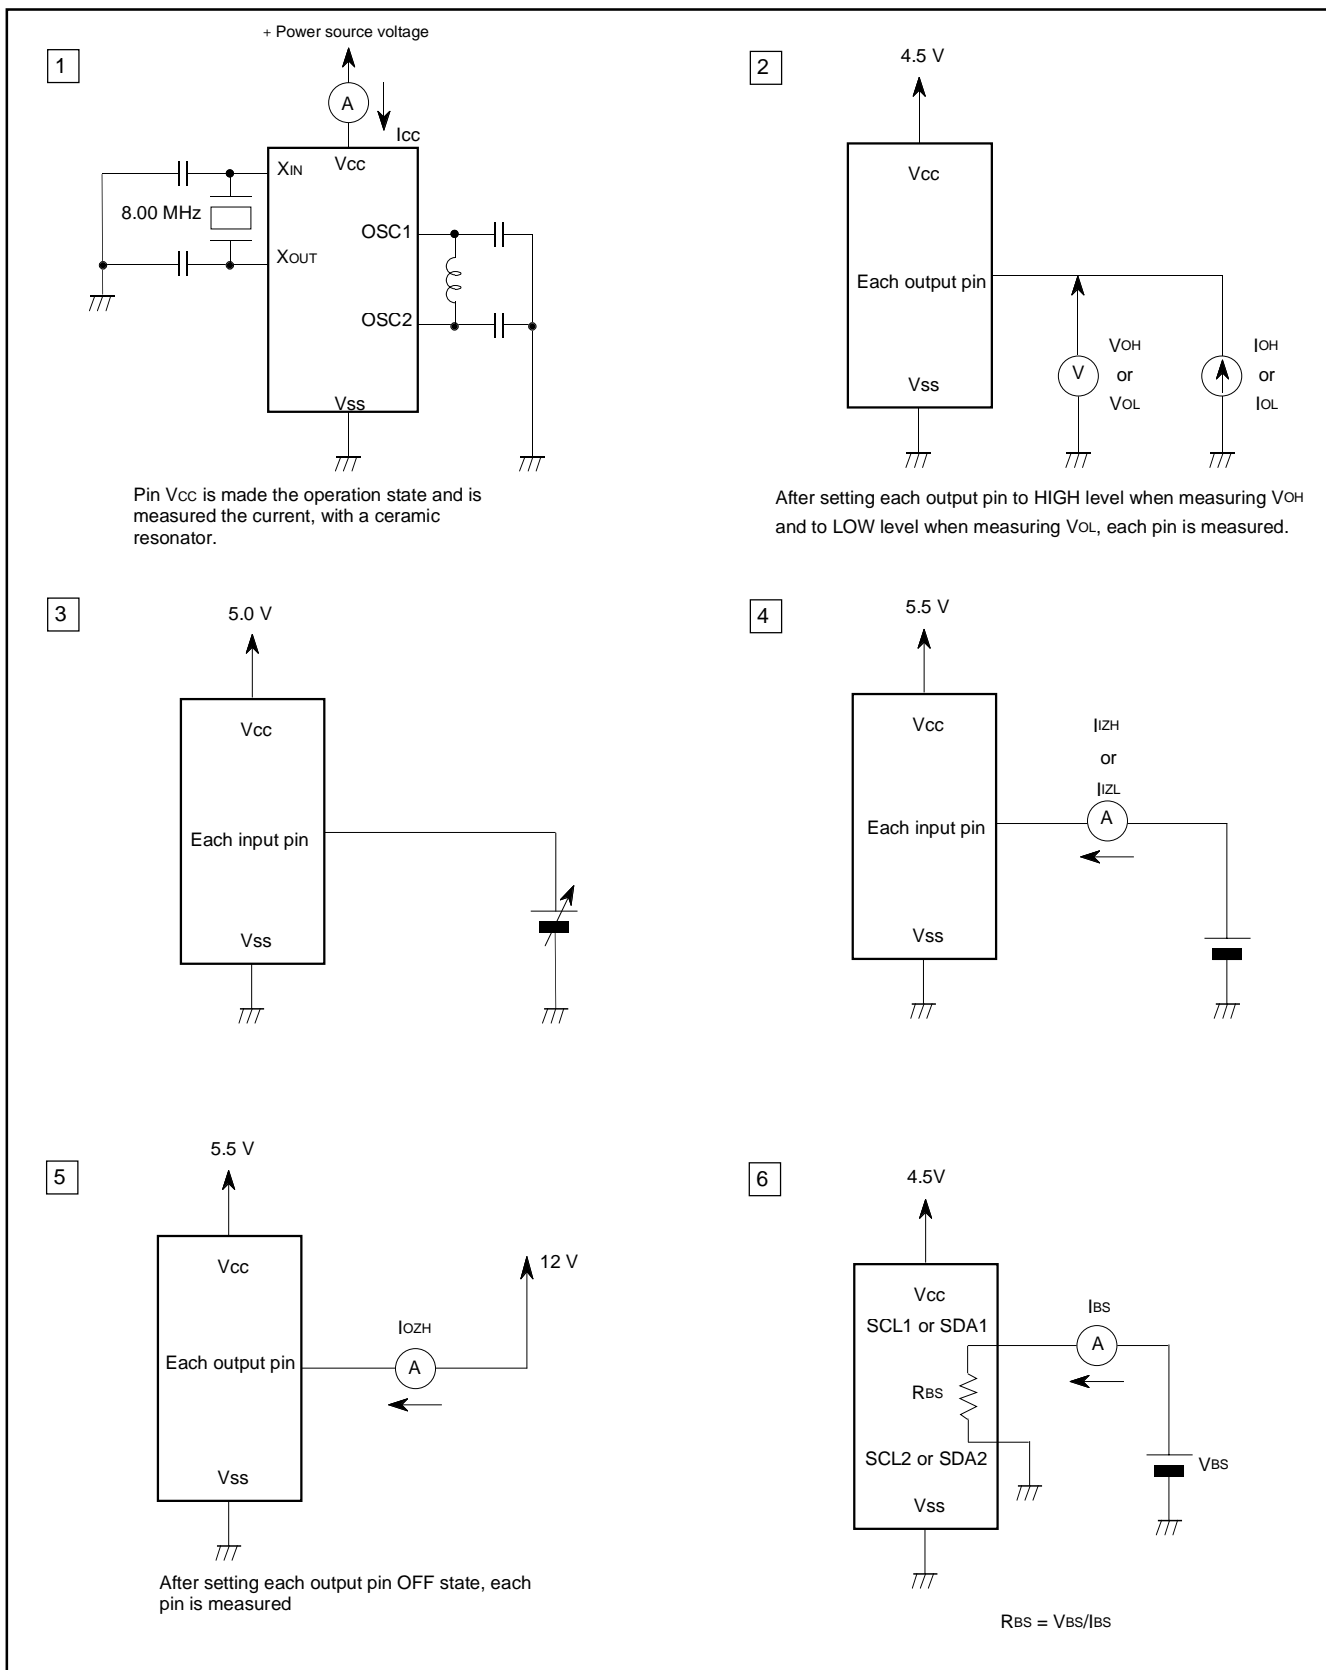 1
+ Power source voltage
A
Icc
Vcc
XIN
8.00 MHz
XOUT
OSC1
OSC2
Vss
Pin VCC is made the operation state and is
measured the current, with a ceramic
resonator.
2
4.5 V
Vcc
Each output pin
Vss
V
VOH
or
VOL
IOH
or
IOL
After setting each output pin to HIGH level when measuring VOH
and to LOW level when measuring VOL, each pin is measured.
3
5.0 V
Vcc
Each input pin
Vss
4
5.5 V
Vcc
Each input pin
Vss
IIZH
or
IIZL
A
5
5.5 V
Vcc
Each output pin
Vss
IOZH
A
12 V
After setting each output pin OFF state, each
pin is measured
6
4.5V
Vcc
SCL1 or SDA1
RBS
SCL2 or SDA2
Vss
IBS
A
VBS
RBS = VBS/IBS